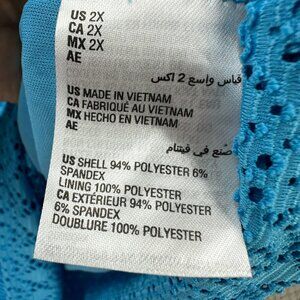 US 2X
CA 2X
MX 2X
AE
قياس واسع 2 اكس
US MADE IN VIETNAM
CA FABRIQUÉ AU VIETNAM
MX HECHO EN VIETNAM
AE
صنع في فيتنام
US SHELL 94% POLYESTER 6%
SPANDEX
LINING 100% POLYESTER
CA EXTÉRIEUR 94% POLYESTER
6% SPANDEX
DOUBLURE 100% POLYESTER